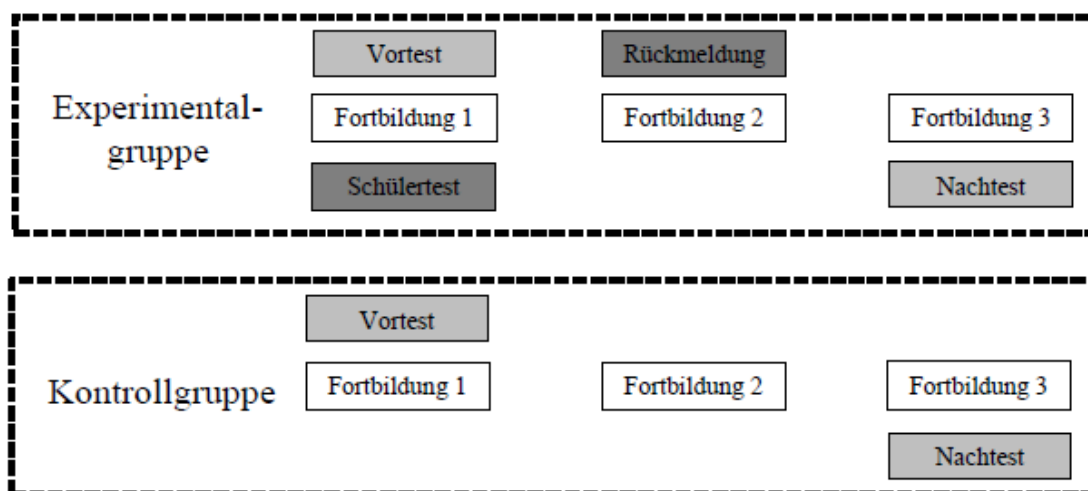 Vortest
Rückmeldung
Experimental-
gruppe
Fortbildung 1
Fortbildung 2
Fortbildung 3
Schülertest
Nachtest
Vortest
Kontrollgruppe
Fortbildung 1
Fortbildung 2
Fortbildung 3
Nachtest